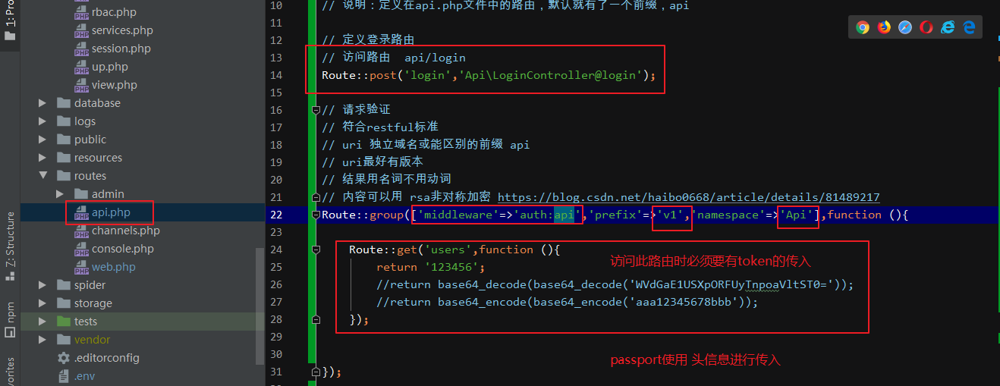 1: Pro
rbac.php
services.php
session.php
up.php
view.php
database
logs
public
resources
routes
admin
api.php
channels.php
console.php
web.php
spider
storage
tests
vendor
.editorconfig
.env
Z: Structure
npm
vorites
10 // 说明：定义在api.php文件中的路由，默认就有了一个前缀，api
11
12 // 定义登录路由
13 // 访问路由  api/login
14 Route::post('login','Api\LoginController@login');
15
16 // 请求验证
17 // 符合restful标准
18 // uri 独立域名或能区别的前缀 api
19 // uri最好有版本
20 // 结果用名词不用动词
21 // 内容可以用 rsa非对称加密 https://blog.csdn.net/haibo0668/article/details/81489217
22 Route::group(['middleware'=>'auth:api','prefix'=>'v1','namespace'=>'Api'],function (){
23
24 Route::get('users',function (){
25 return '123456';
26 //return base64_decode(base64_decode('WVdGaE1USXpORFUyTnpoaVltST0='));
27 //return base64_encode(base64_encode('aaa12345678bbb'));
28 });
29
30
31 });
访问此路由时必须要有token的传入
passport使用 头信息进行传入